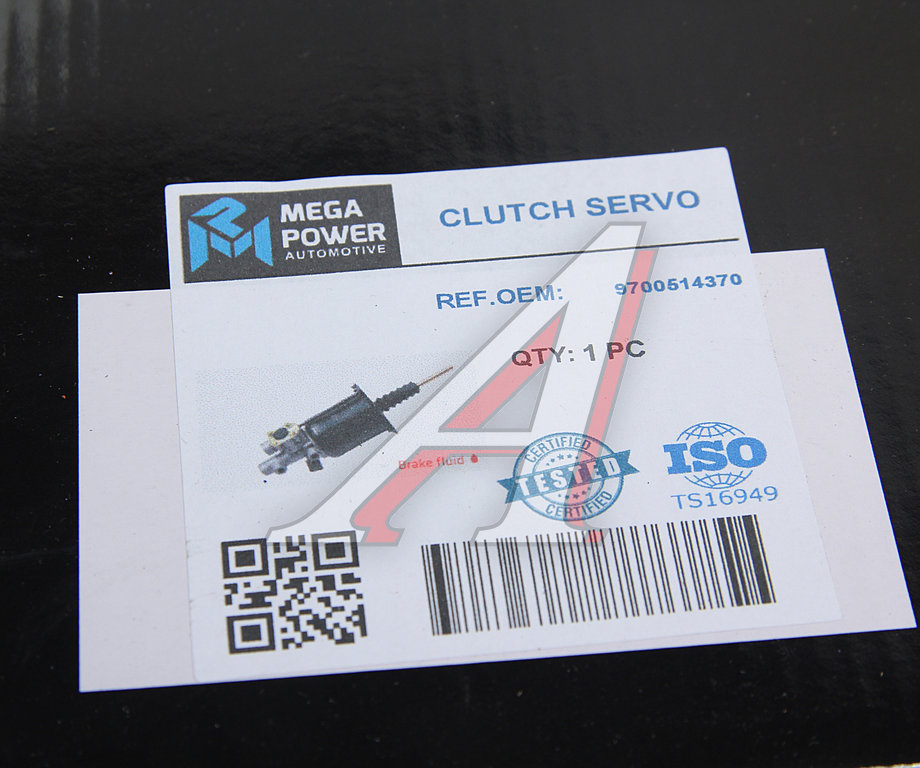 MEGA
POWER
AUTOMOTIVE
CLUTCH SERVO
REF.OEM: 9700514370
QTY: 1 PC
Brake fluid
CERTIFIED
TESTED
CERTIFIED
ISO
TS16949